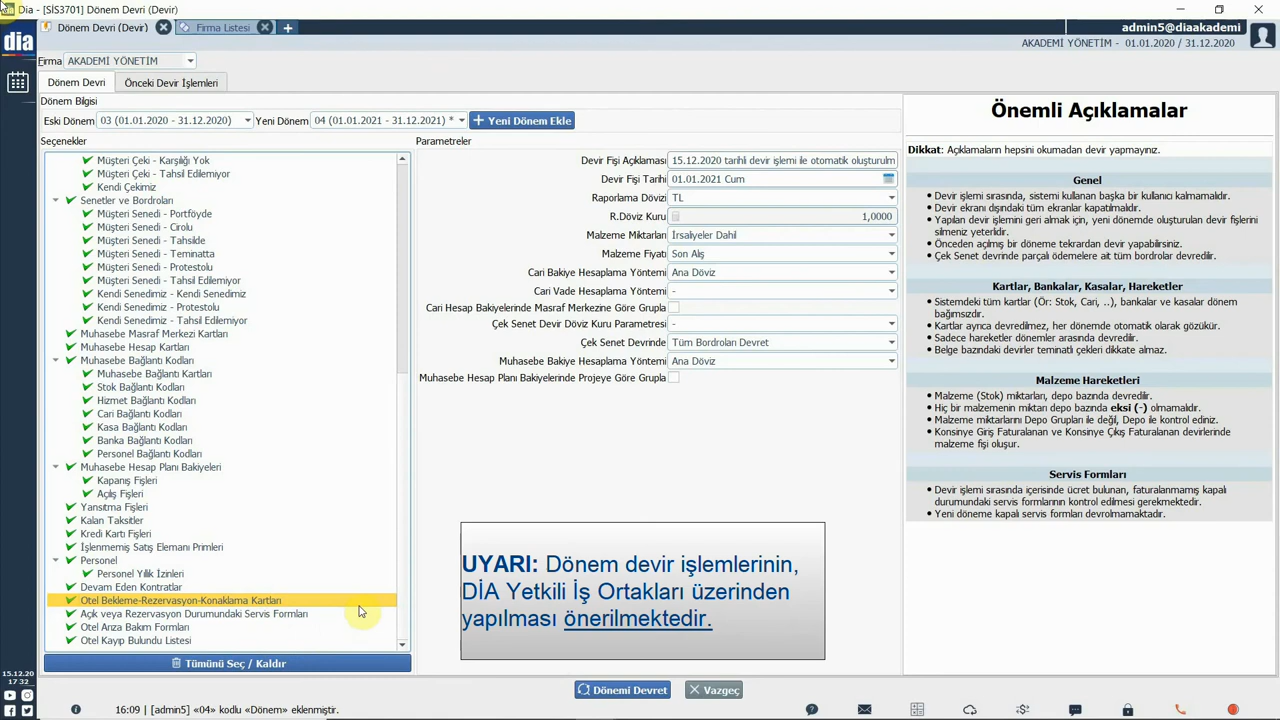 Dia - [SİS3701] Dönem Devri (Devir)
Dönem Devri (Devir)
Firma Listesi
admin5@diaakademi
dia
AKADEMİ YÖNETİM - 01.01.2020 / 31.12.2020
Firma AKADEMİ YÖNETİM
Dönem Devri
Önceki Devir İşlemleri
Dönem Bilgisi
Eski Dönem 03 (01.01.2020 - 31.12.2020) Yeni Dönem 04 (01.01.2021 - 31.12.2021) * Yeni Dönem Ekle
Seçenekler
Müşteri Çeki - Karşılığı Yok
Müşteri Çeki - Tahsil Edilemiyor
Kendi Çekimiz
Senetler ve Bordroları
Müşteri Senedi - Portföyde
Müşteri Senedi - Cirolu
Müşteri Senedi - Tahsilde
Müşteri Senedi - Teminatta
Müşteri Senedi - Protestolu
Müşteri Senedi - Tahsil Edilemiyor
Kendi Senedimiz - Kendi Senedimiz
Kendi Senedimiz - Protestolu
Kendi Senedimiz - Tahsil Edilemiyor
Muhasebe Masraf Merkezi Kartları
Muhasebe Hesap Kartları
Muhasebe Bağlantı Kodları
Muhasebe Bağlantı Kartları
Stok Bağlantı Kodları
Hizmet Bağlantı Kodları
Cari Bağlantı Kodları
Kasa Bağlantı Kodları
Banka Bağlantı Kodları
Personel Bağlantı Kodları
Muhasebe Hesap Planı Bakiyeleri
Kapanış Fişleri
Açılış Fişleri
Yansıtma Fişleri
Kalan Taksitler
Kredi Kartı Fişleri
İşlenmemiş Satış Elemanı Primleri
Personel
Personel Yıllık İzinleri
Devam Eden Kontratlar
Otel Bekleme-Rezervasyon-Konaklama Kartları
Açık veya Rezervasyon Durumundaki Servis Formları
Otel Arıza Bakım Formları
Otel Kayıp Bulundu Listesi
Tümünü Seç / Kaldır
Parametreler
Devir Fişi Açıklaması 15.12.2020 tarihli devir işlemi ile otomatik oluşturulm
Devir Fişi Tarihi 01.01.2021 Cum
Raporlama Dövizi TL
R.Döviz Kuru 1,0000
Malzeme Miktarları İrsaliyeler Dahil
Malzeme Fiyatı Son Alış
Cari Bakiye Hesaplama Yöntemi Ana Döviz
Cari Vade Hesaplama Yöntemi -
Cari Hesap Bakiyelerinde Masraf Merkezine Göre Grupla
Çek Senet Devir Döviz Kuru Parametresi -
Çek Senet Devrinde Tüm Bordroları Devret
Muhasebe Bakiye Hesaplama Yöntemi Ana Döviz
Muhasebe Hesap Planı Bakiyelerinde Projeye Göre Grupla
UYARI: Dönem devir işlemlerinin,
DİA Yetkili İş Ortakları üzerinden
yapılması önerilmektedir.
Dönemi Devret
Vazgeç
Önemli Açıklamalar
Dikkat: Açıklamaların hepsini okumadan devir yapmayınız.
Genel
• Devir işlemi sırasında, sistemi kullanan başka bir kullanıcı kalmamalıdır.
• Devir ekranı dışındaki tüm ekranlar kapatılmalıdır.
• Yapılan devir işlemini geri almak için, yeni dönemde oluşturulan devir fişlerini
silmeniz yeterlidir.
• Önceden açılmış bir döneme tekrardan devir yapabilirsiniz.
• Çek Senet devrinde parçalı ödemelere ait tüm bordrolar devredilir.
Kartlar, Bankalar, Kasalar, Hareketler
• Sistemdeki tüm kartlar (Ör: Stok, Cari, ..), bankalar ve kasalar dönem
bağımsızdır.
• Kartlar ayrıca devredilmez, her dönemde otomatik olarak gözükür.
• Sadece hareketler dönemler arasında devredilir.
• Belge bazındaki devirler teminatlı çekleri dikkate almaz.
Malzeme Hareketleri
• Malzeme (Stok) miktarları, depo bazında devredilir.
• Hiç bir malzemenin miktarı depo bazında eksi (-) olmamalıdır.
• Malzeme miktarlarını Depo Grupları ile değil, Depo ile kontrol ediniz.
• Konsinye Giriş Faturalanan ve Konsinye Çıkış Faturalanan devirlerinde
malzeme fişi oluşur.
Servis Formları
• Devir işlemi sırasında içerisinde ücret bulunan, faturalanmamış kapalı
durumundaki servis formlarının kontrol edilmesi gerekmektedir.
• Yeni döneme kapalı servis formları devrolmamaktadır.
15.12.20
17:32
16:09 | [admin5] «04» kodlu «Dönem» eklenmiştir.